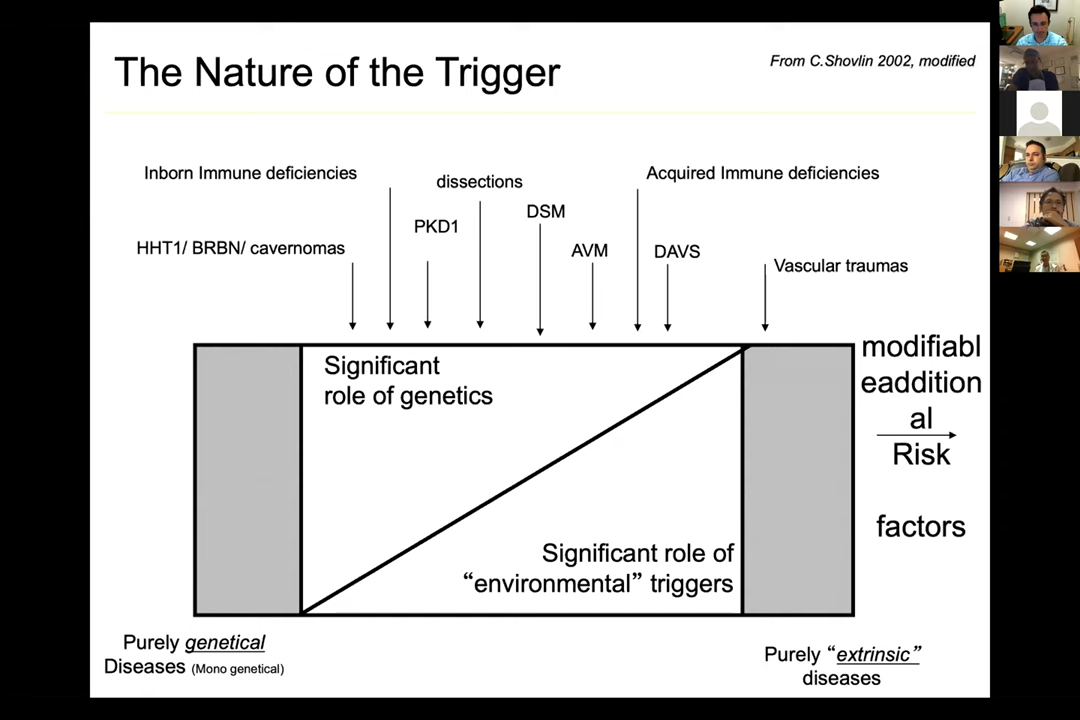 The Nature of the Trigger
From C.Shovlin 2002, modified
Inborn Immune deficiencies
dissections
Acquired Immune deficiencies
DSM
PKD1
HHT1/ BRBN/ cavernomas
AVM
DAVS
Vascular traumas
Significant
role of genetics
modifiabl
eaddition
al
Risk
factors
Significant role of
“environmental” triggers
Purely genetical
Diseases (Mono genetical)
Purely “extrinsic”
diseases